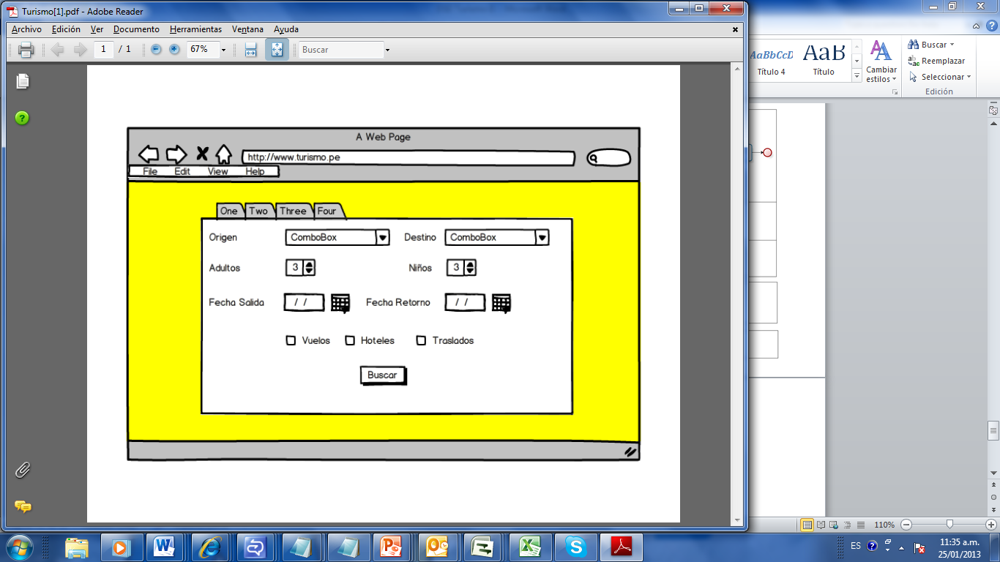 Turismo[1].pdf - Adobe Reader
Archivo Edición Ver Documento Herramientas Ventana Ayuda
1 / 1 67% Buscar
A Web Page
http://www.turismo.pe
File Edit View Help
One Two Three Four
Origen ComboBox Destino ComboBox
Adultos 3 Niños 3
Fecha Salida / / Fecha Retorno / /
Vuelos Hoteles Traslados
Buscar
AaBbCcD AaB
Título 4 Título
Cambiar
estilos
Buscar
Reemplazar
Seleccionar
Edición
110%
ES
11:35 a.m.
25/01/2013